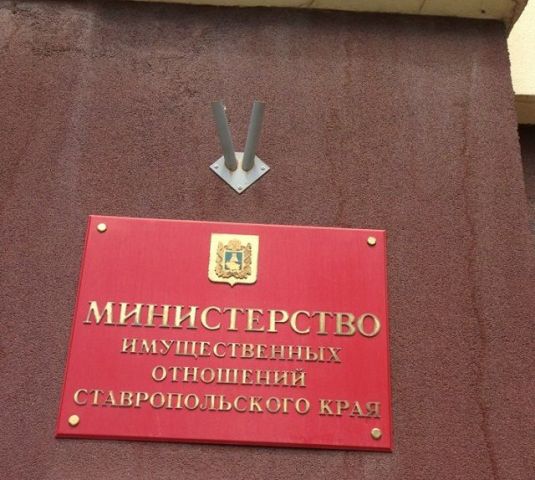 МИНИСТЕРСТВО
ИМУЩЕСТВЕННЫХ
ОТНОШЕНИЙ
СТАВРОПОЛЬСКОГО КРАЯ